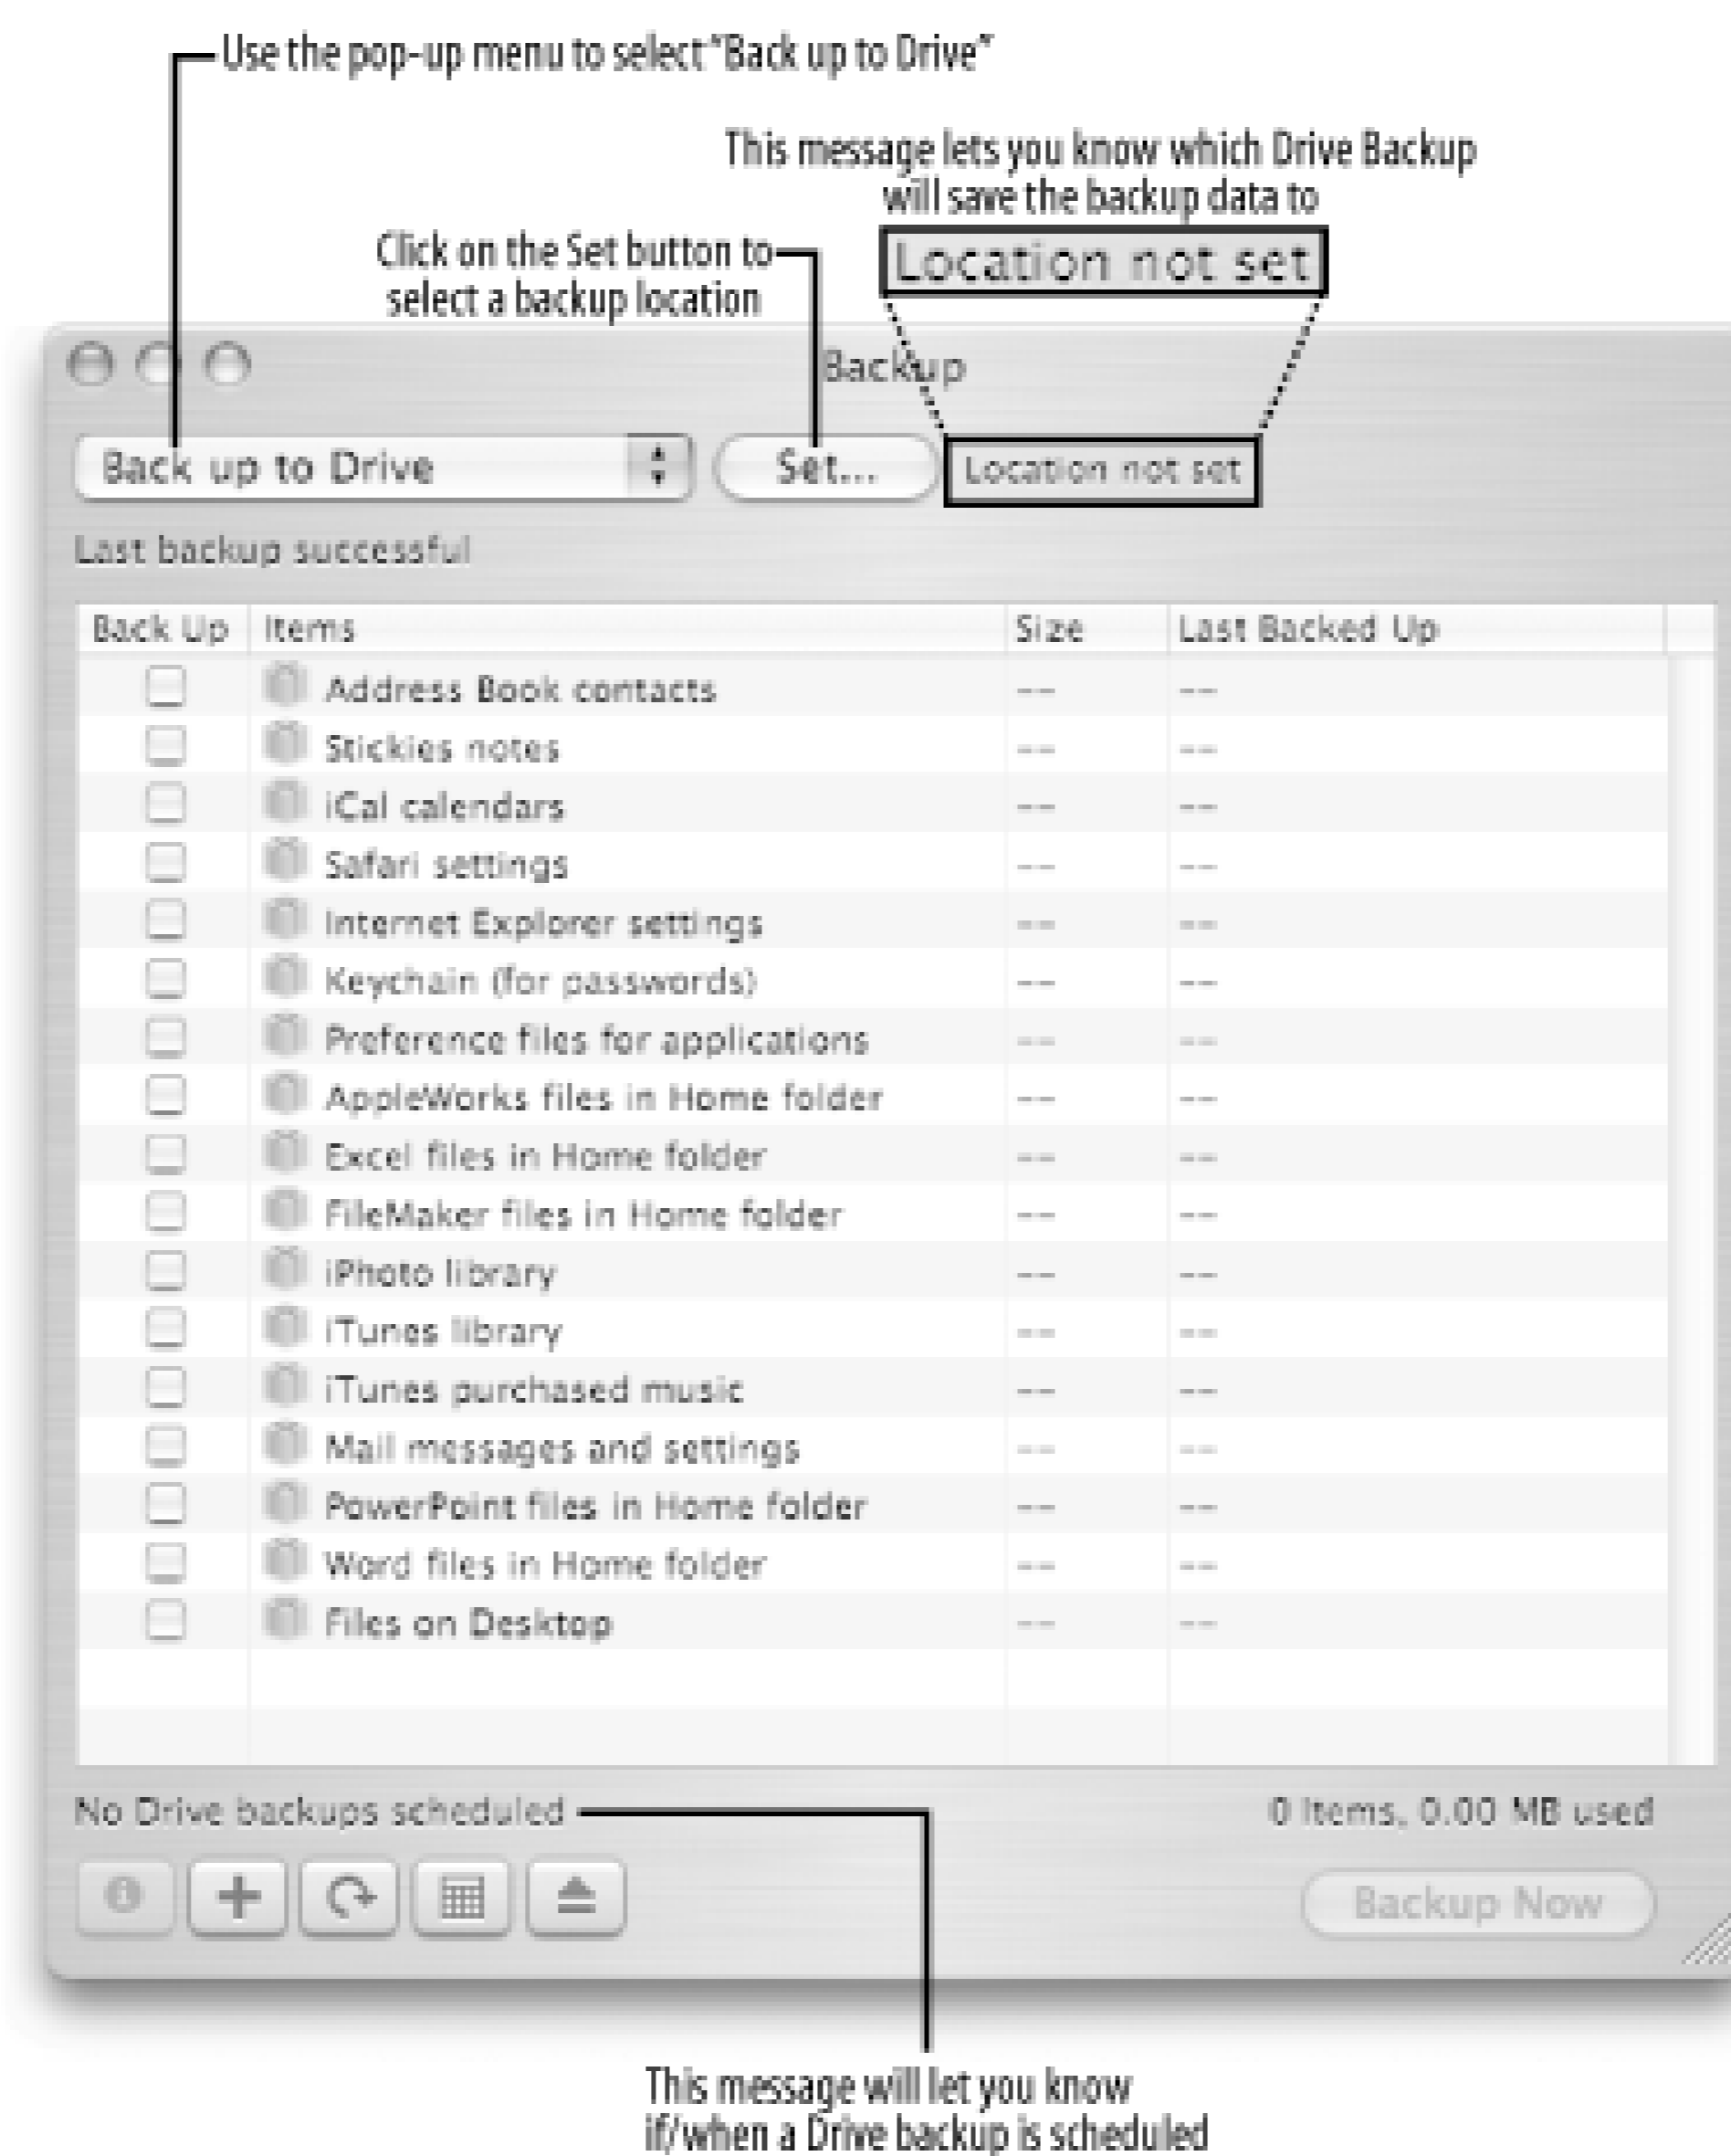 Use the pop-up menu to select "Back up to Drive"
This message lets you know which Drive Backup
will save the backup data to
Click on the Set button to
select a backup location
Location not set
Backup
Back up to Drive
Set...
Location not set
Last backup successful
Back Up Items Size Last Backed Up
Address Book contacts -- --
Stickies notes -- --
iCal calendars -- --
Safari settings -- --
Internet Explorer settings -- --
Keychain (for passwords) -- --
Preference files for applications -- --
AppleWorks files in Home folder -- --
Excel files in Home folder -- --
FileMaker files in Home folder -- --
iPhoto library -- --
iTunes library -- --
iTunes purchased music -- --
Mail messages and settings -- --
PowerPoint files in Home folder -- --
Word files in Home folder -- --
Files on Desktop -- --
No Drive backups scheduled
0 Items, 0.00 MB used
Backup Now
This message will let you know
if/when a Drive backup is scheduled